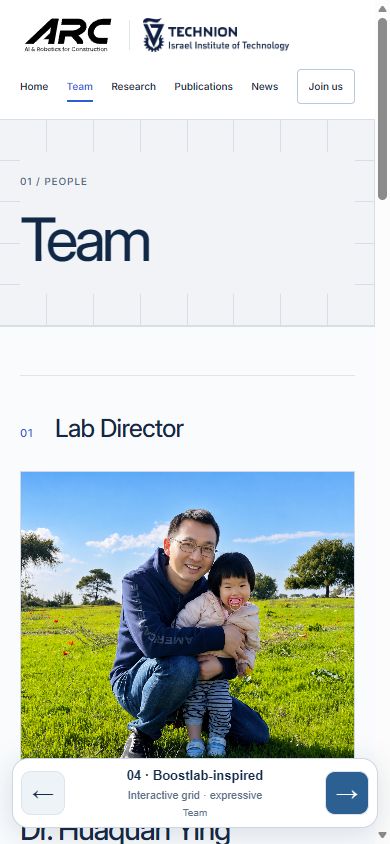 ARC
AI & Robotics for Construction
TECHNION
Israel Institute of Technology
Home Team Research Publications News Join us
01 / PEOPLE
Team
01 Lab Director
AMERIC
04 · Boostlab-inspired
Interactive grid · expressive
Team
Dr. Huaquan Ying